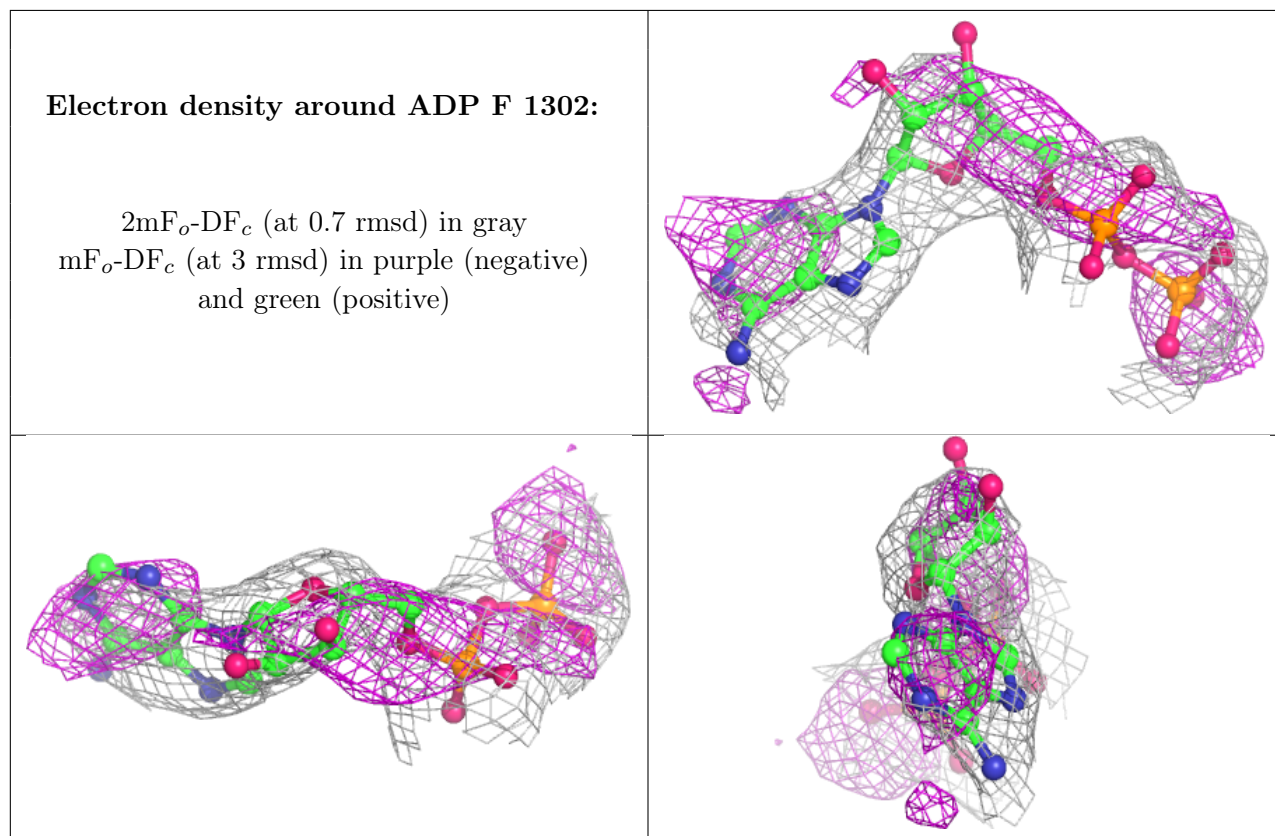 Electron density around ADP F 1302:
2mFo-DFc (at 0.7 rmsd) in gray
mFo-DFc (at 3 rmsd) in purple (negative)
and green (positive)